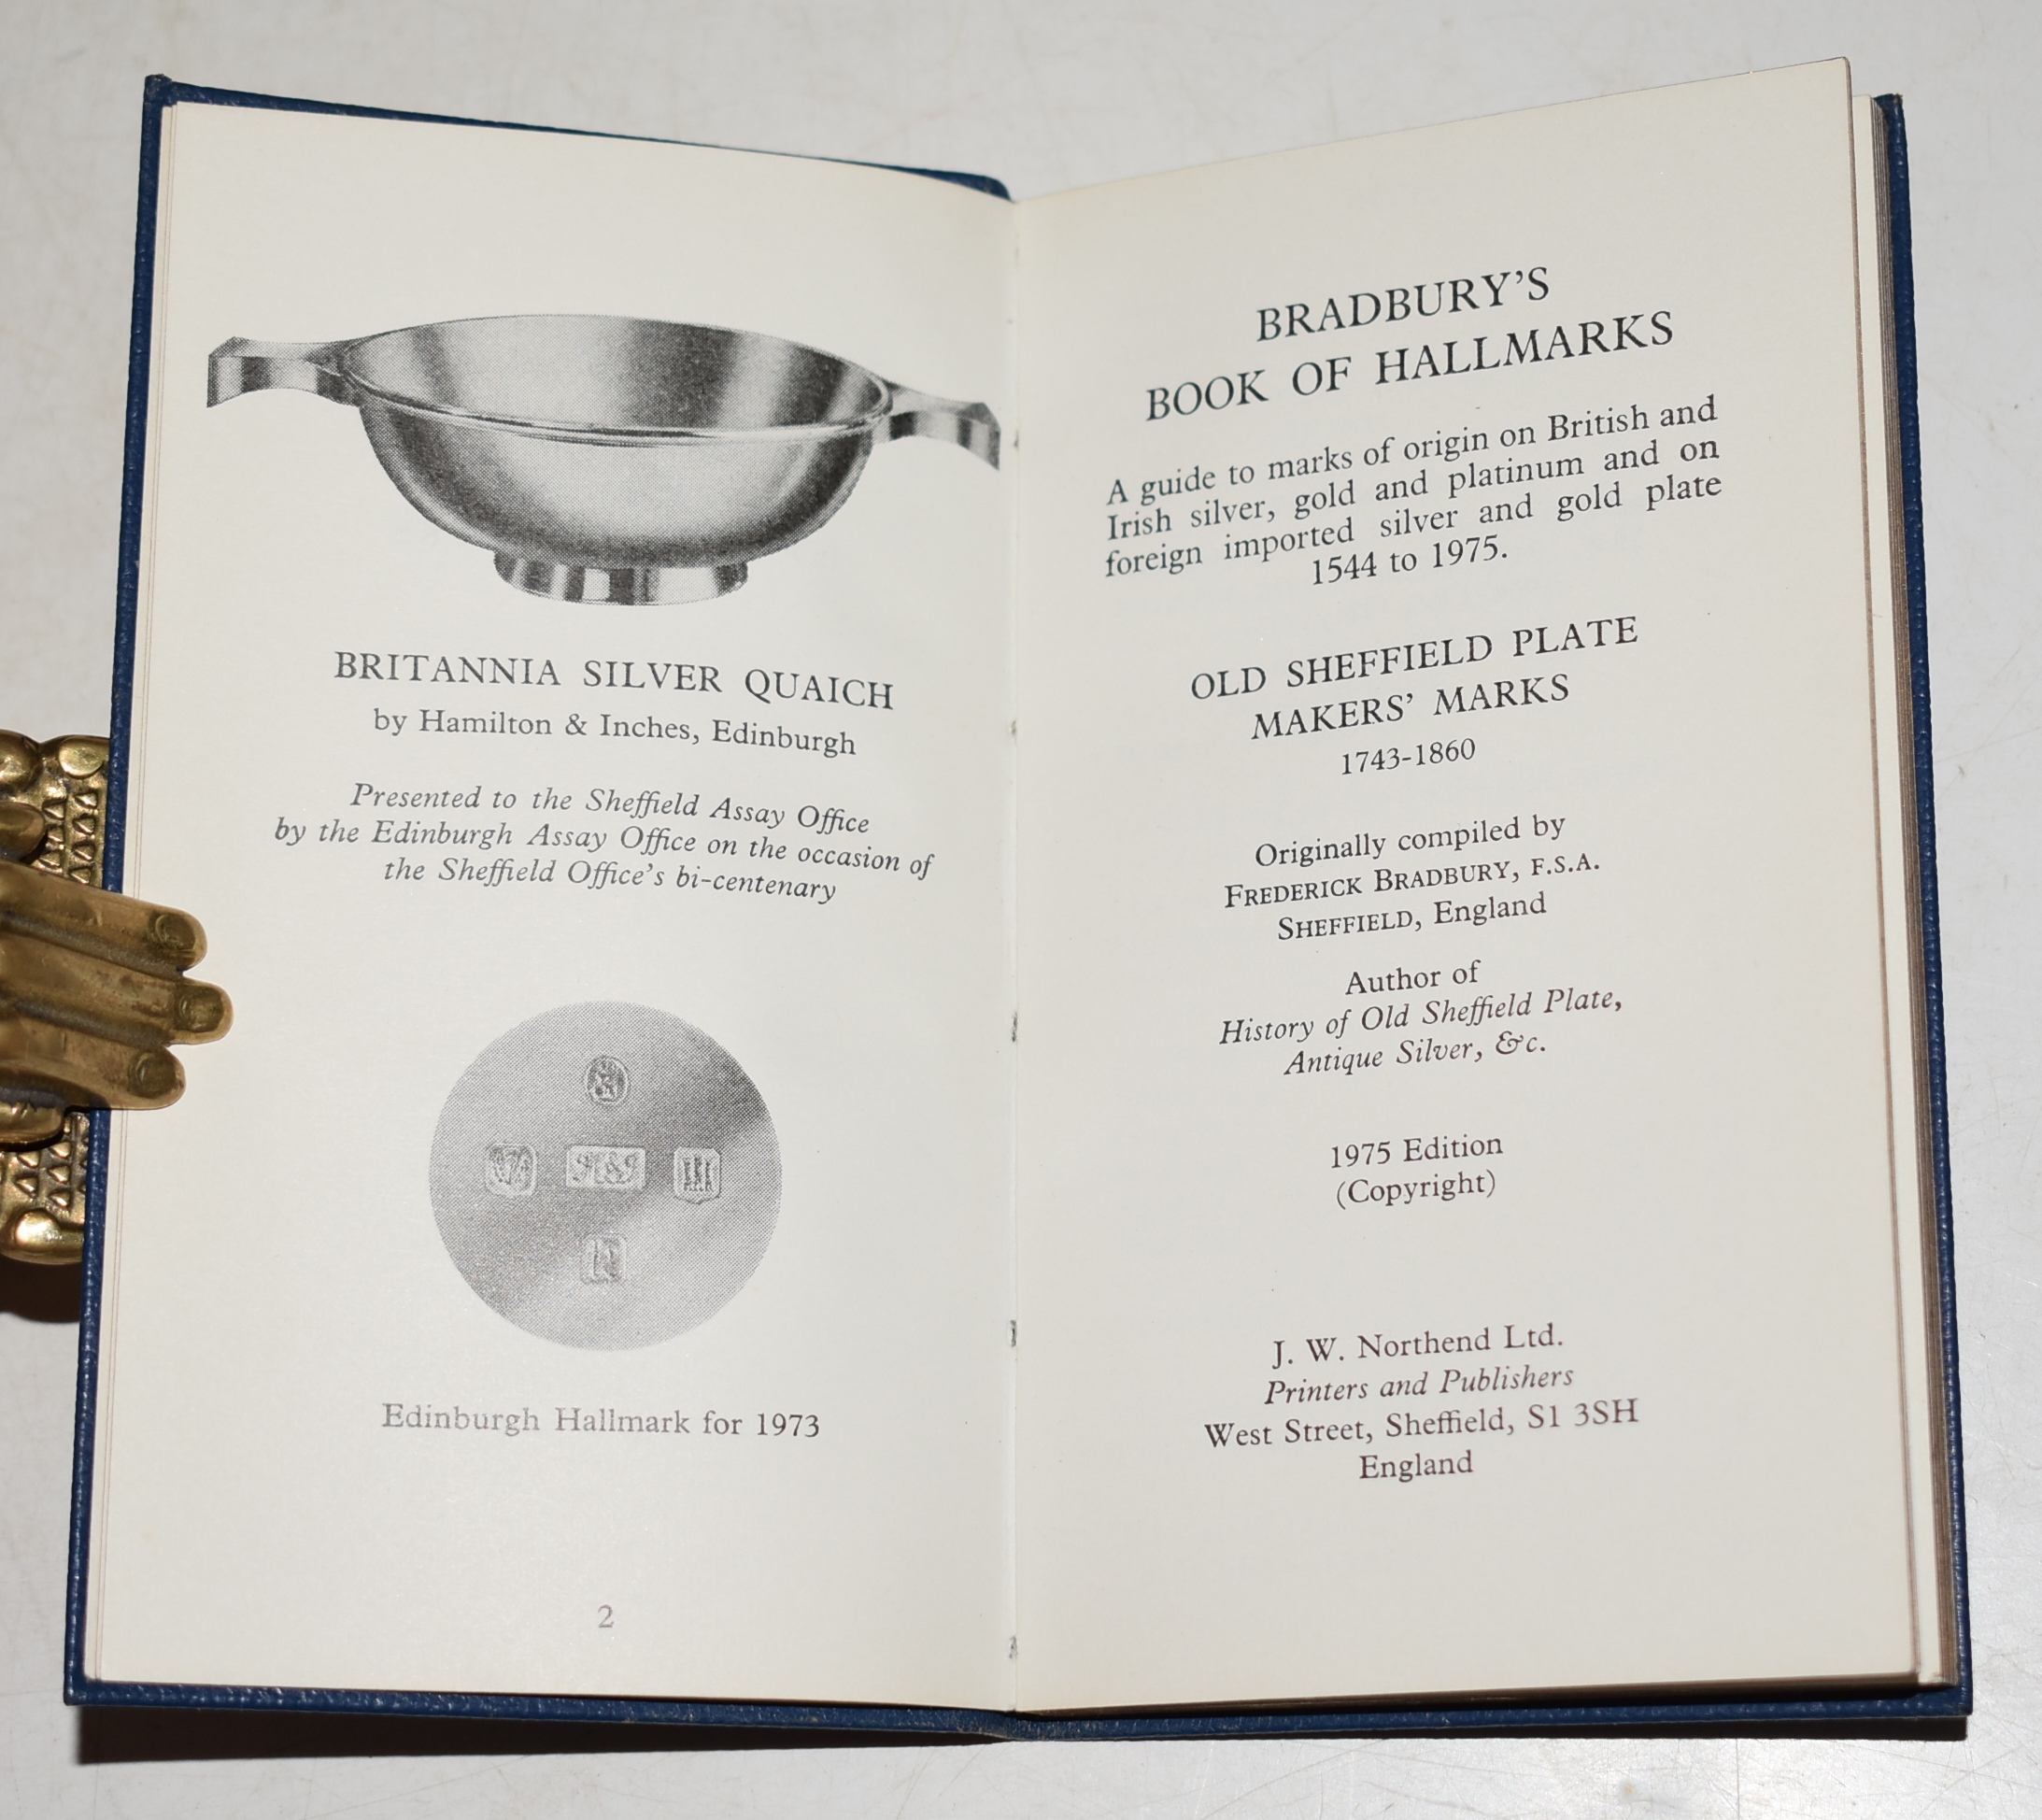 BRITANNIA SILVER QUAICH
by Hamilton & Inches, Edinburgh
Presented to the Sheffield Assay Office
by the Edinburgh Assay Office on the occasion of
the Sheffield Office's bi-centenary
H&I
Edinburgh Hallmark for 1973
2
BRADBURY'S
BOOK OF HALLMARKS
A guide to marks of origin on British and
Irish silver, gold and platinum and on
foreign imported silver and gold plate
1544 to 1975.
OLD SHEFFIELD PLATE
MAKERS' MARKS
1743-1860
Originally compiled by
FREDERICK BRADBURY, F.S.A.
SHEFFIELD, England
Author of
History of Old Sheffield Plate,
Antique Silver, &c.
1975 Edition
(Copyright)
J. W. Northend Ltd.
Printers and Publishers
West Street, Sheffield, S1 3SH
England